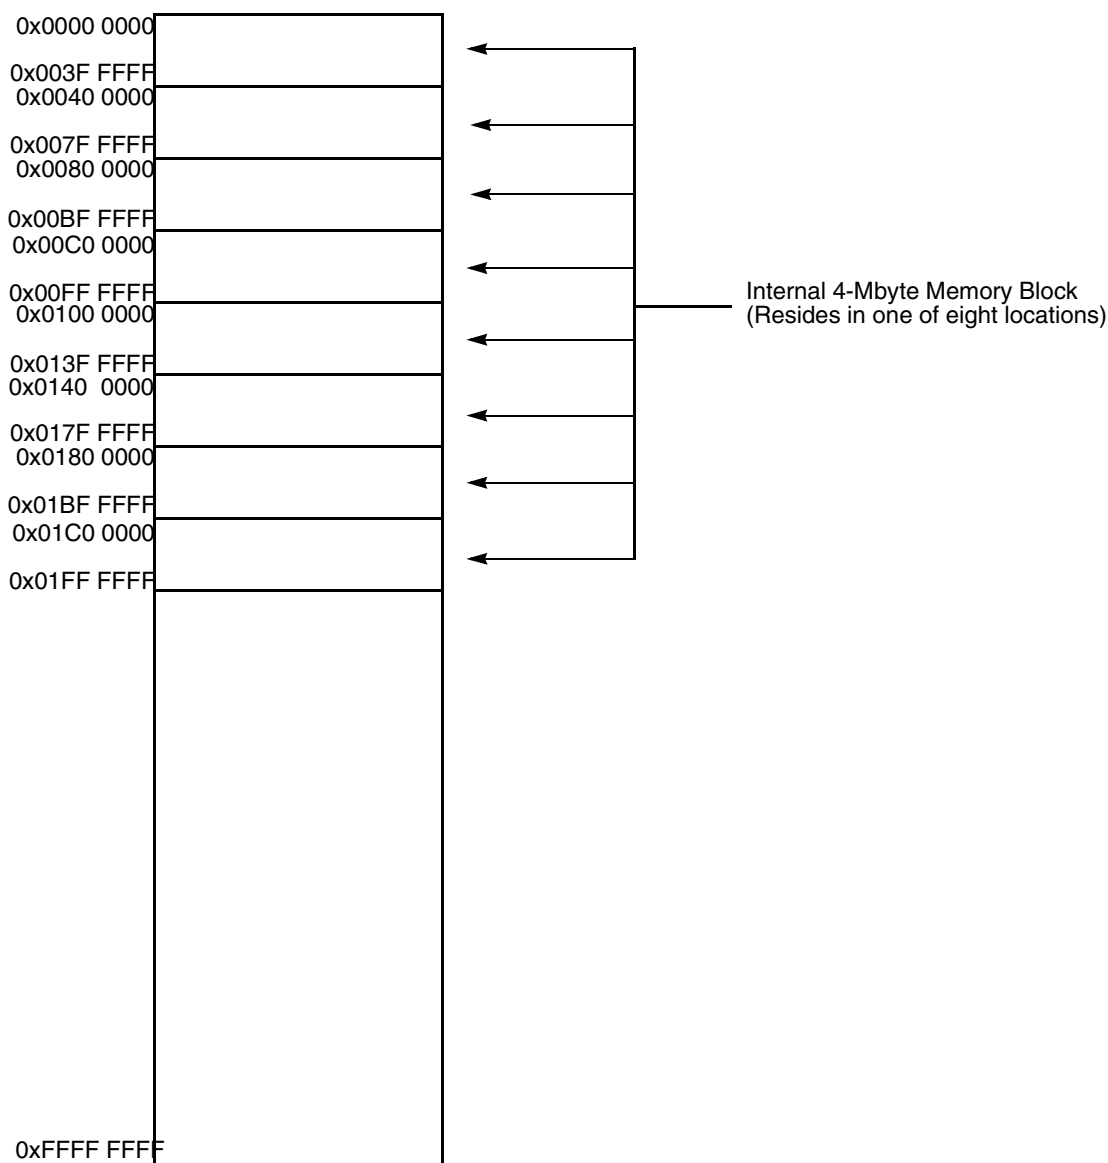 0x0000 0000
0x003F FFFF
0x0040 0000
0x007F FFFF
0x0080 0000
0x00BF FFFF
0x00C0 0000
0x00FF FFFF
0x0100 0000
Internal 4-Mbyte Memory Block
(Resides in one of eight locations)
0x013F FFFF
0x0140  0000
0x017F FFFF
0x0180 0000
0x01BF FFFF
0x01C0 0000
0x01FF FFFF
0xFFFF FFFF